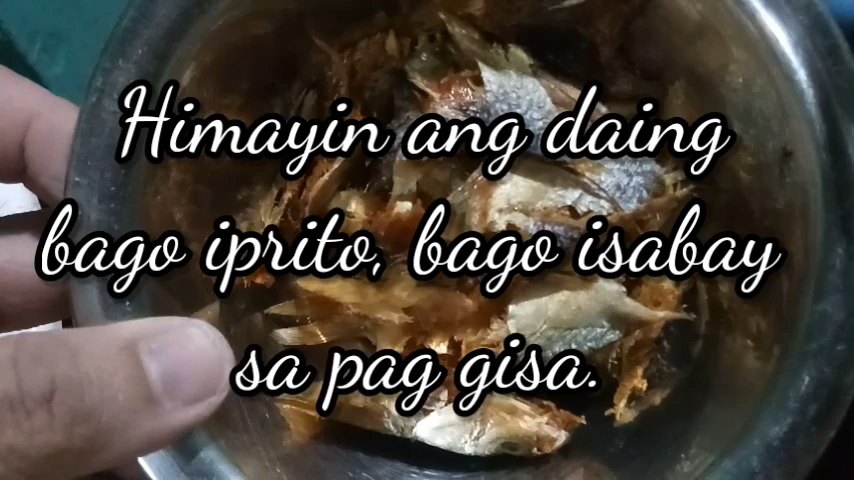 Himayin ang daing
bago iprito, bago isabay
sa pag gisa.